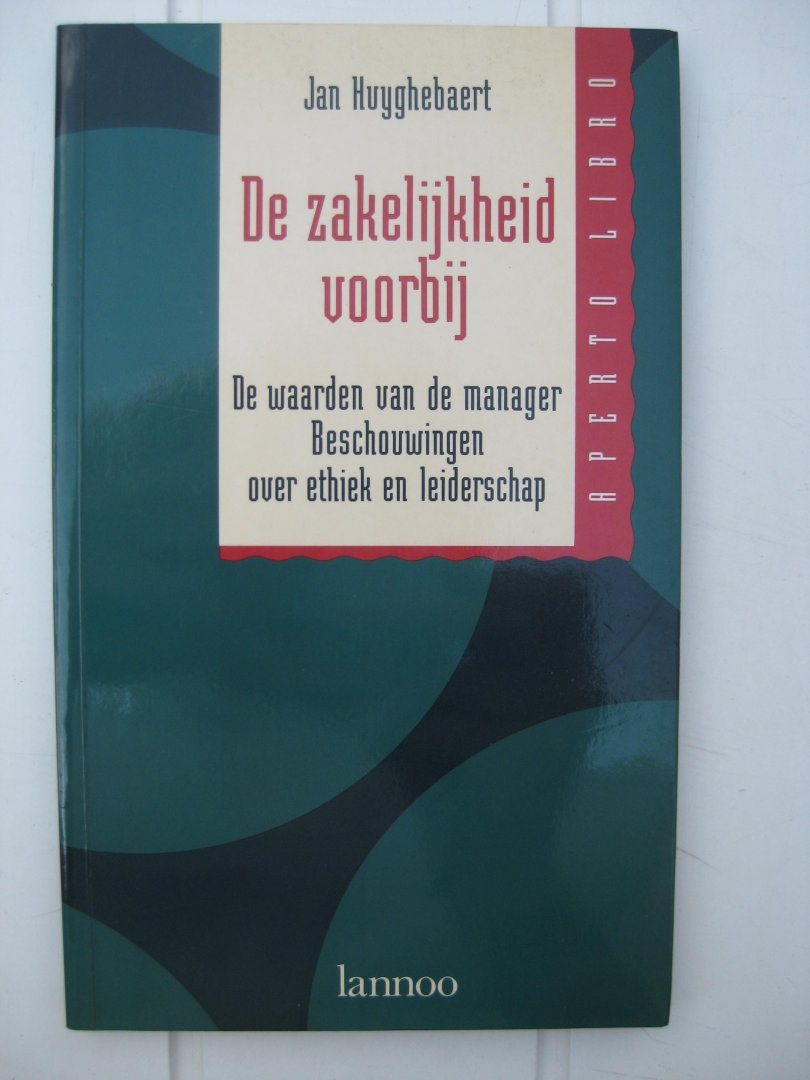 Jan Huyghebaert
De zakelijkheid
voorbij
De waarden van de manager
Beschouwingen
over ethiek en leiderschap
APERTO LIBRO
lannoo